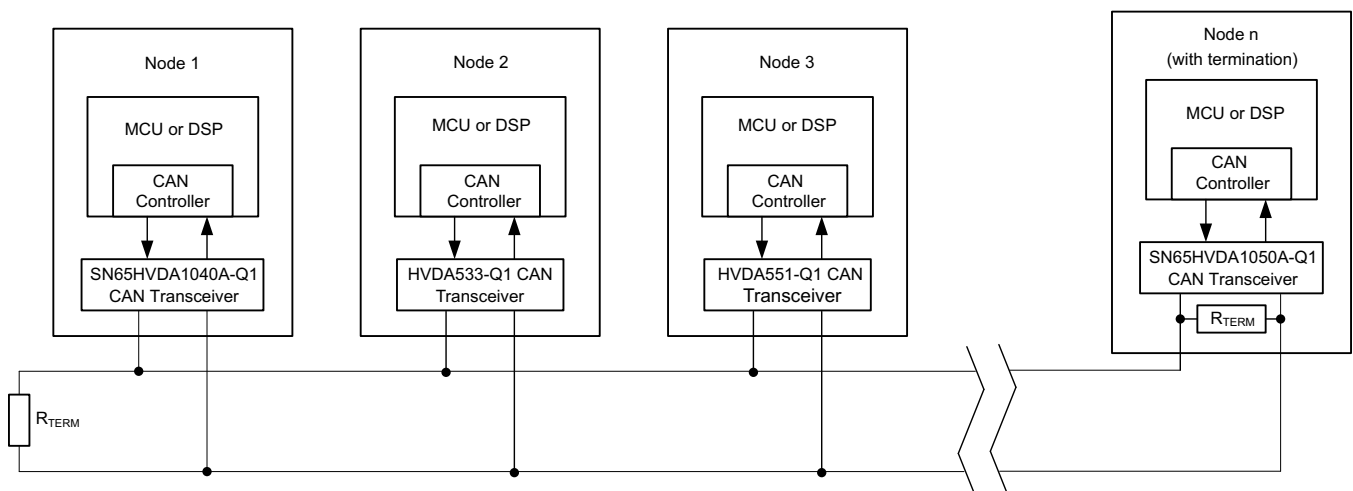 Node 1
MCU or DSP
CAN
Controller
SN65HVDA1040A-Q1
CAN Transceiver
Node 2
MCU or DSP
CAN
Controller
HVDA533-Q1 CAN
Transceiver
Node 3
MCU or DSP
CAN
Controller
HVDA551-Q1 CAN
Transceiver
Node n
(with termination)
MCU or DSP
CAN
Controller
SN65HVDA1050A-Q1
CAN Transceiver
RTERM
RTERM